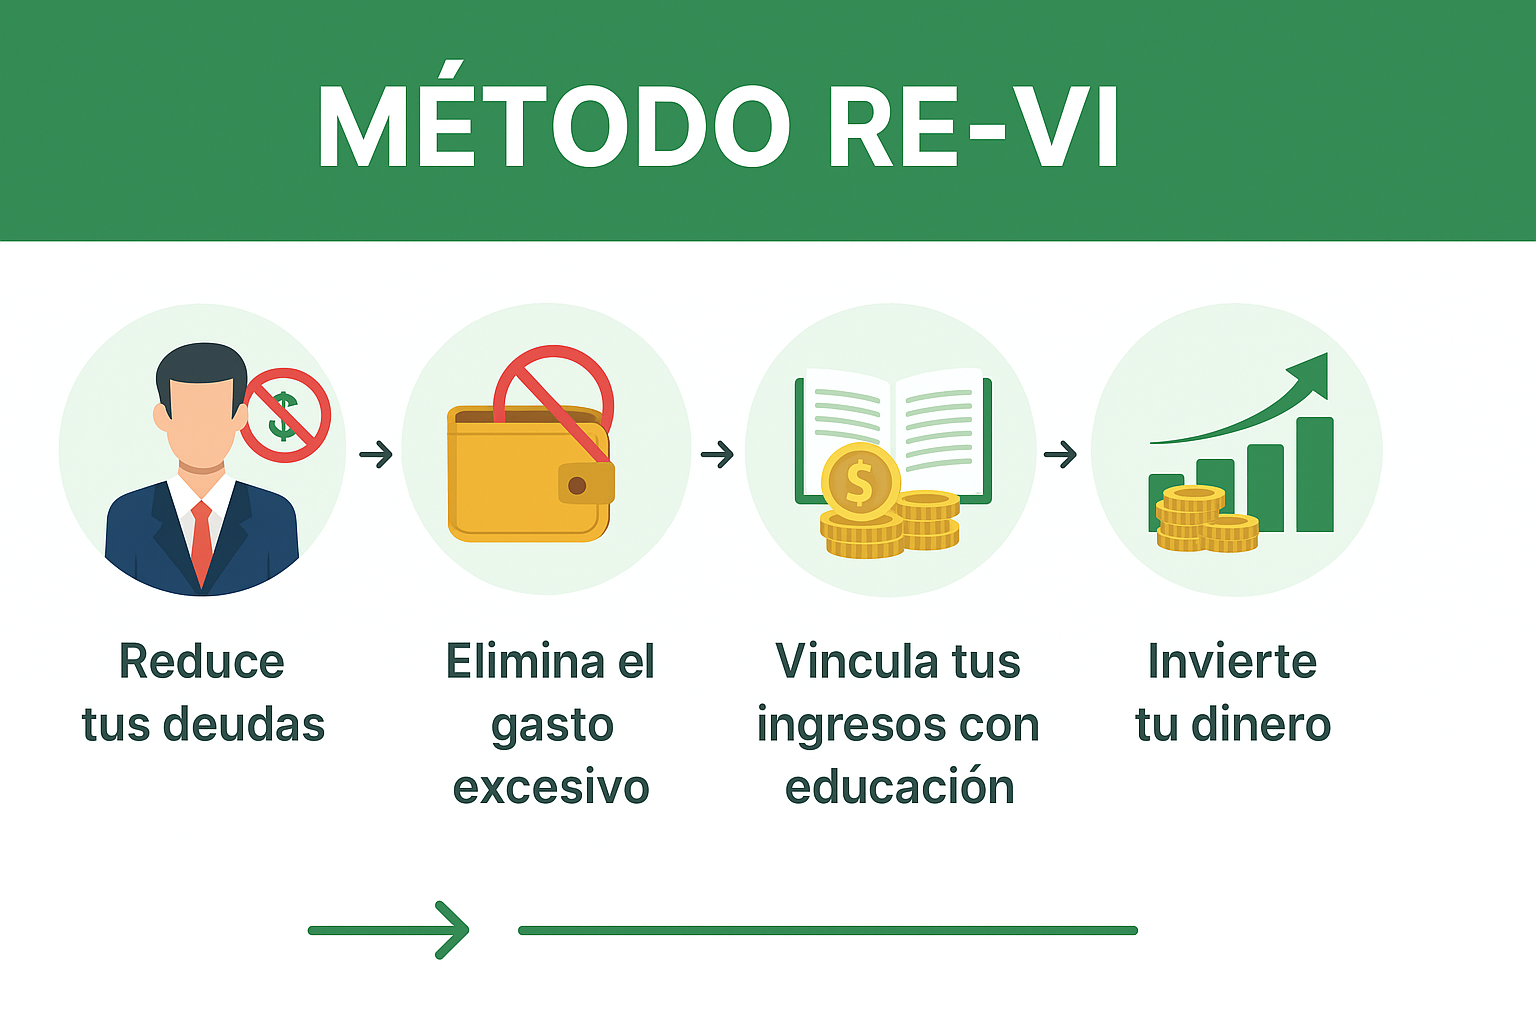 MÉTODO RE-VI
$
Reduce
tus deudas
Elimina el
gasto
excesivo
$
Vincula tus
ingresos con
educación
Invierte
tu dinero